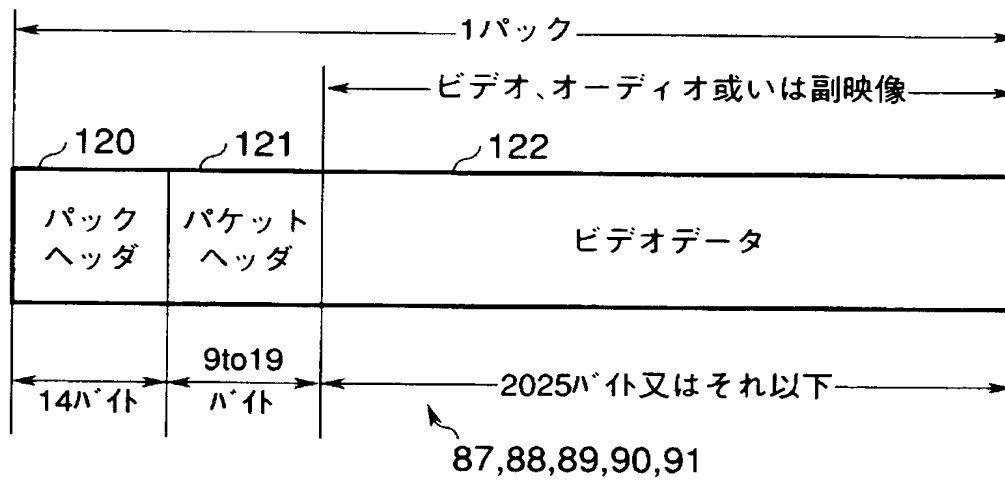 1パック
ビデオ、オーディオ或いは副映像
120
121
122
パック
ヘッダ
パケット
ヘッダ
ビデオデータ
14バイト
9to19
バイト
2025バイト又はそれ以下
87,88,89,90,91